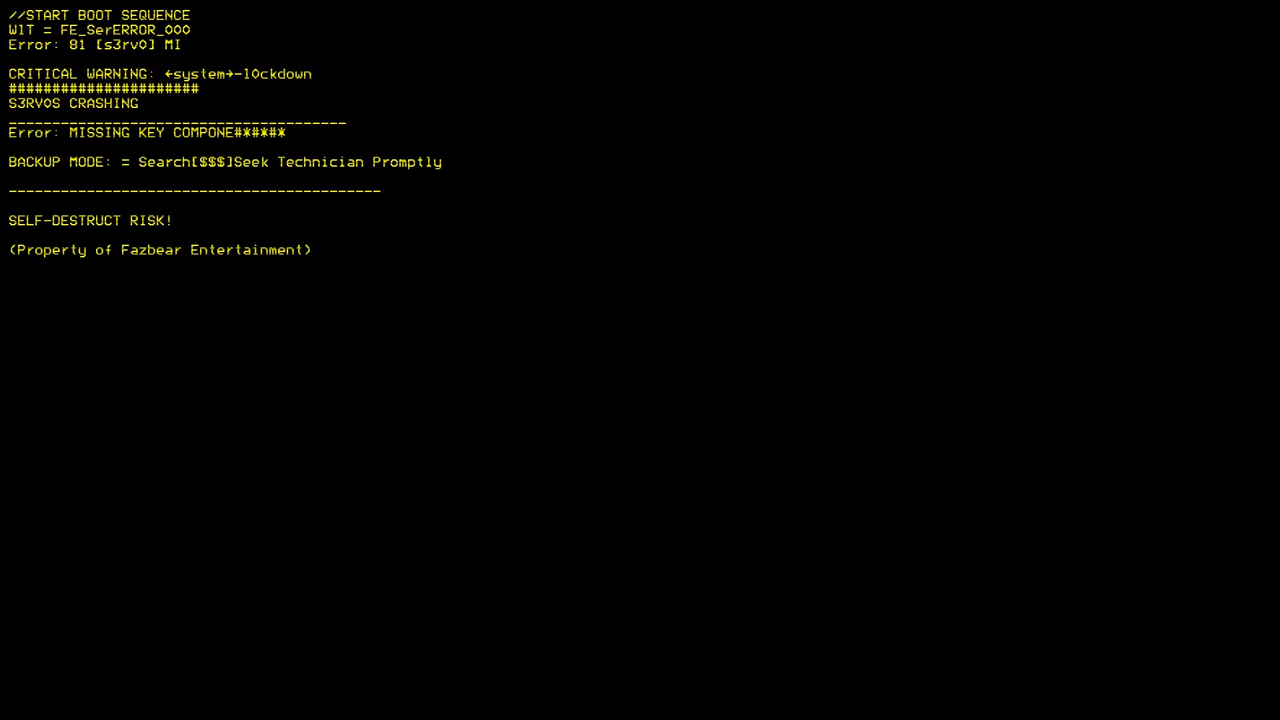 //START BOOT SEQUENCE
W1T = FE_SerERROR_000
Error: 81 [s3rv0] MI
CRITICAL WARNING: ←system→-l0ckdown
######################
S3RV0S CRASHING
_______________________________________
Error: MISSING KEY COMPONE#*#*#*
BACKUP MODE: = Search[$$$]Seek Technician Promptly
-------------------------------------------
SELF-DESTRUCT RISK!
(Property of Fazbear Entertainment)